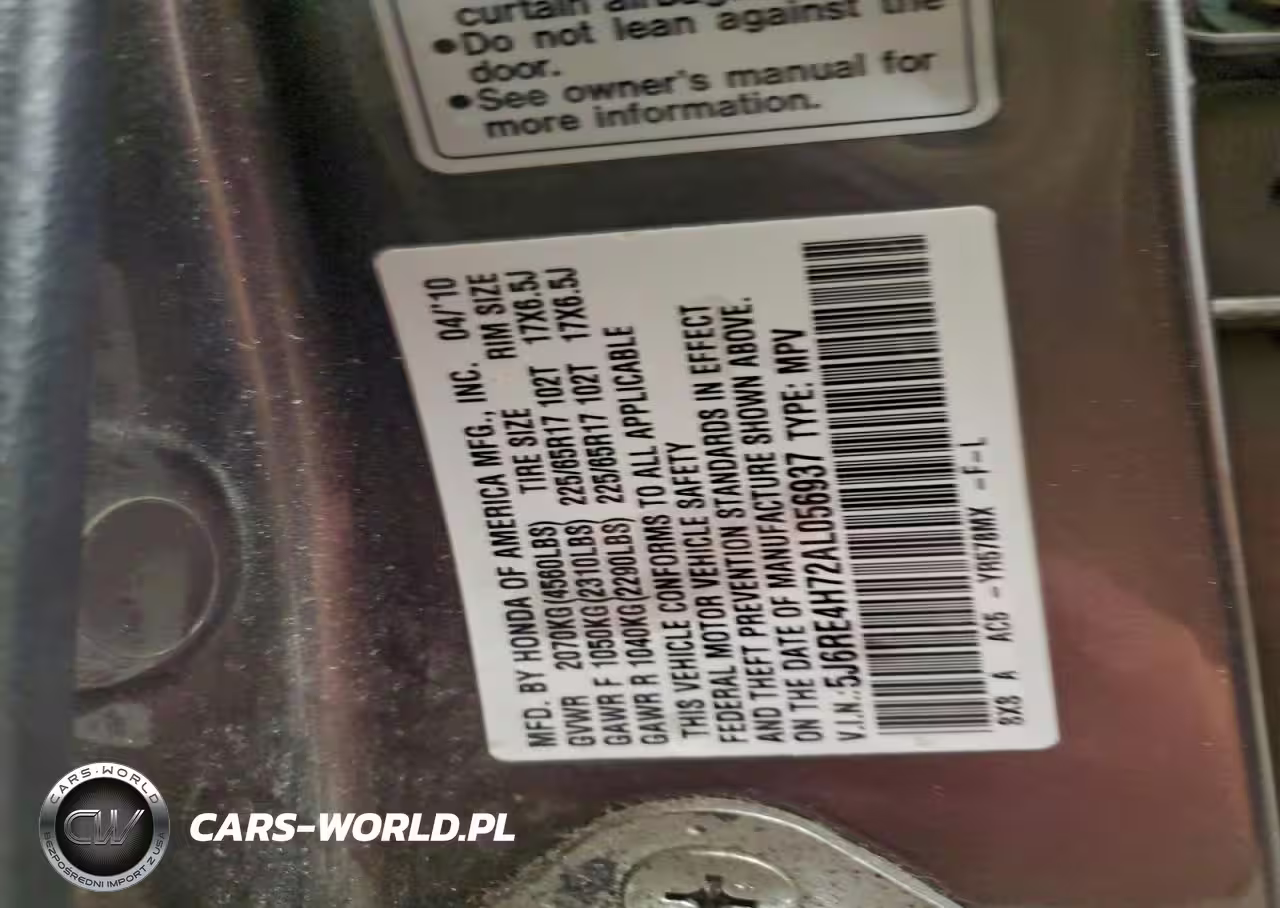 curtain airbag
●Do not lean against the
door.
●See owner's manual for
more information.
MFD. BY HONDA OF AMERICA MFG., INC. 04/'10
GVWR 2070KG(4560LBS) TIRE SIZE RIM SIZE
GAWR F 1050KG(2310LBS) 225/65R17 102T 17X6.5J
GAWR R 1040KG(2290LBS) 225/65R17 102T 17X6.5J
THIS VEHICLE CONFORMS TO ALL APPLICABLE
FEDERAL MOTOR VEHICLE SAFETY
AND THEFT PREVENTION STANDARDS IN EFFECT
ON THE DATE OF MANUFACTURE SHOWN ABOVE.
V.I.N.:5J6RE4H72AL056937 TYPE: MPV
SX8 A AC5 -YR578MX -F-L
CARS-WORLD
CW
BEZPOŚREDNI IMPORT Z USA
CARS-WORLD.PL